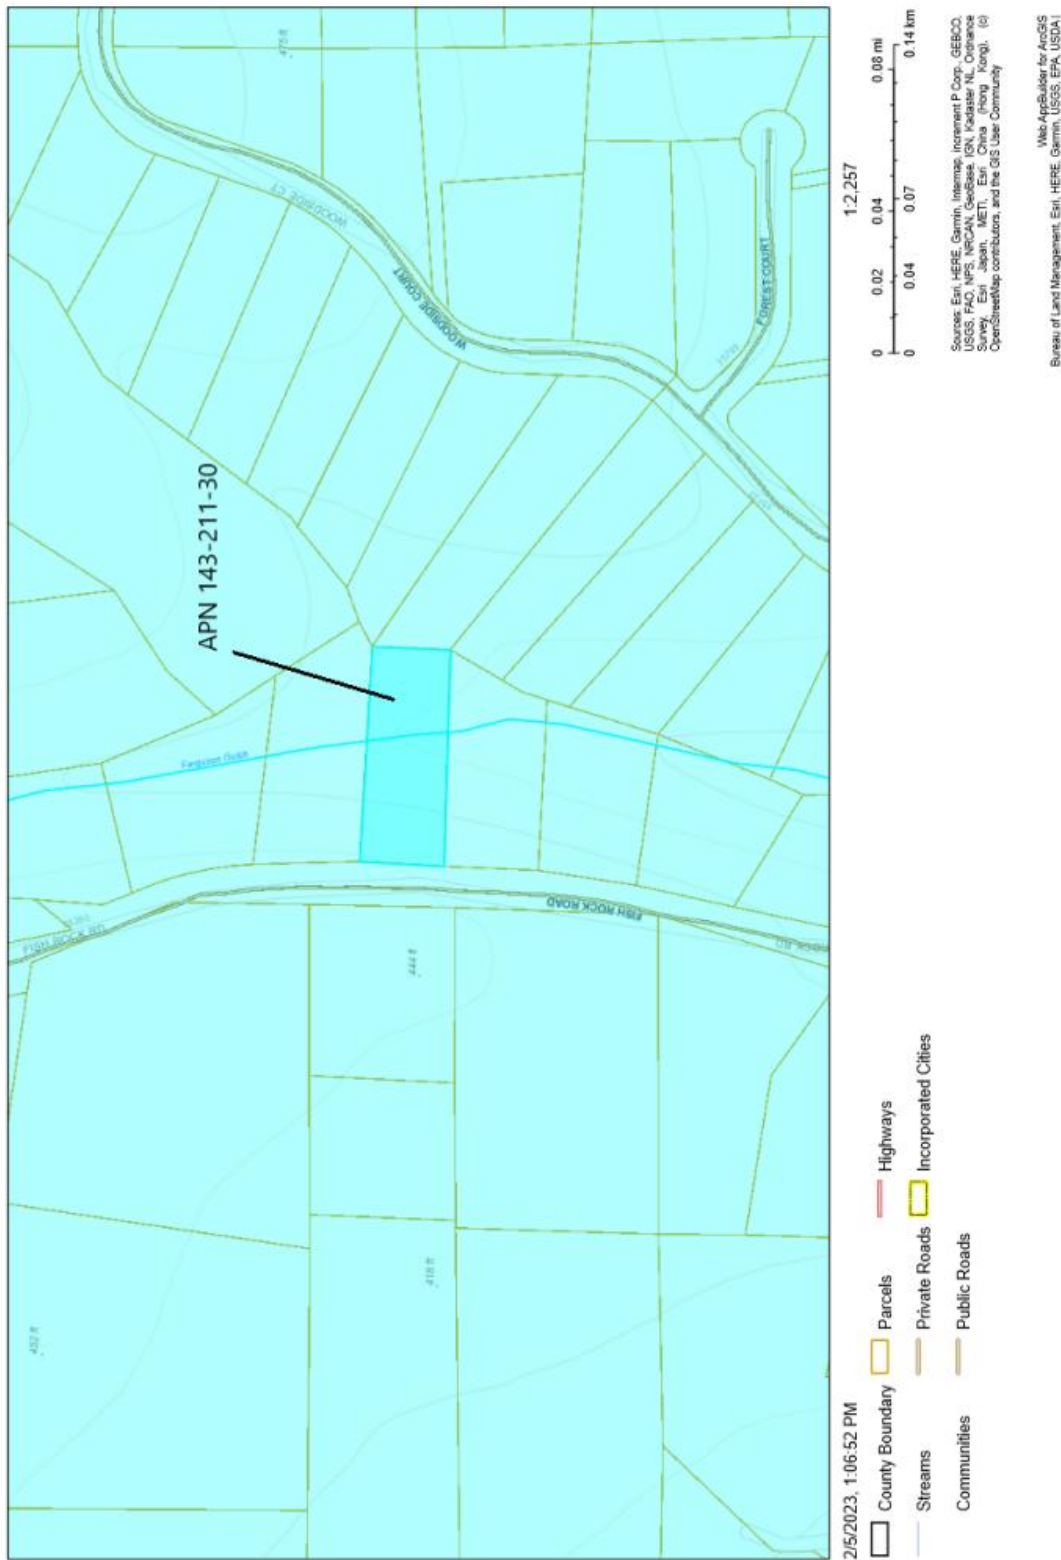 475 ft
WOODSIDE CT
WOODSIDE COURT
FOREST COURT
APN 143-211-30
Ferguson Gulch
FISH ROCK RD
FISH ROCK ROAD
ROCK RD
444 ft
418 ft
452 ft
2/5/2023, 1:06:52 PM
1:2,257
0 0.02 0.04 0.08 mi
0 0.04 0.07 0.14 km
County Boundary
Parcels
Highways
Streams
Private Roads
Incorporated Cities
Communities
Public Roads
Sources: Esri, HERE, Garmin, Intermap, increment P Corp., GEBCO,
USGS, FAO, NPS, NRCAN, GeoBase, IGN, Kadaster NL, Ordnance
Survey, Esri Japan, METI, Esri China (Hong Kong), (c)
OpenStreetMap contributors, and the GIS User Community
Web AppBuilder for ArcGIS
Bureau of Land Management, Esri, HERE, Garmin, USGS, EPA, USDA |